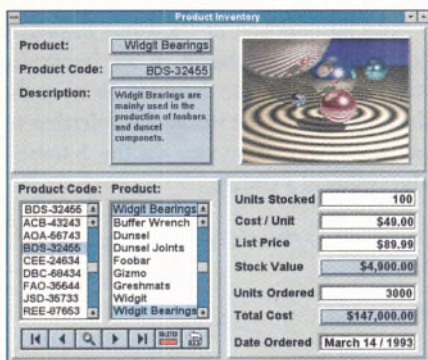 Product Inventory
Product: Widgit Bearings
Product Code: BDS-32455
Description: Widgit Bearings are
mainly used in the
production of foobars
and duncel
componets.
Product Code: Product:
BDS-32455 Widgit Bearings
ACB-43243 Buffer Wrench
AOA-66743 Dunsel
BDS-32455 Dunsel Joints
CEE-24634 Foobar
DBC-68434 Gizmo
FAO-35644 Greshmats
JSD-35733 Widgit
REE-87653 Widgit Bearings
Units Stocked 100
Cost / Unit $49.00
List Price $89.99
Stock Value $4,900.00
Units Ordered 3000
Total Cost $147,000.00
Date Ordered March 14 / 1993